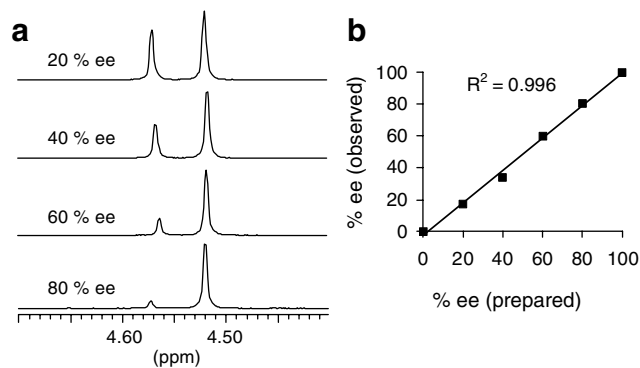 a
20 % ee
40 % ee
60 % ee
80 % ee
4.60 4.50
(ppm)
b
R² = 0.996
% ee (observed)
100
80
60
40
20
0
0 20 40 60 80 100
% ee (prepared)